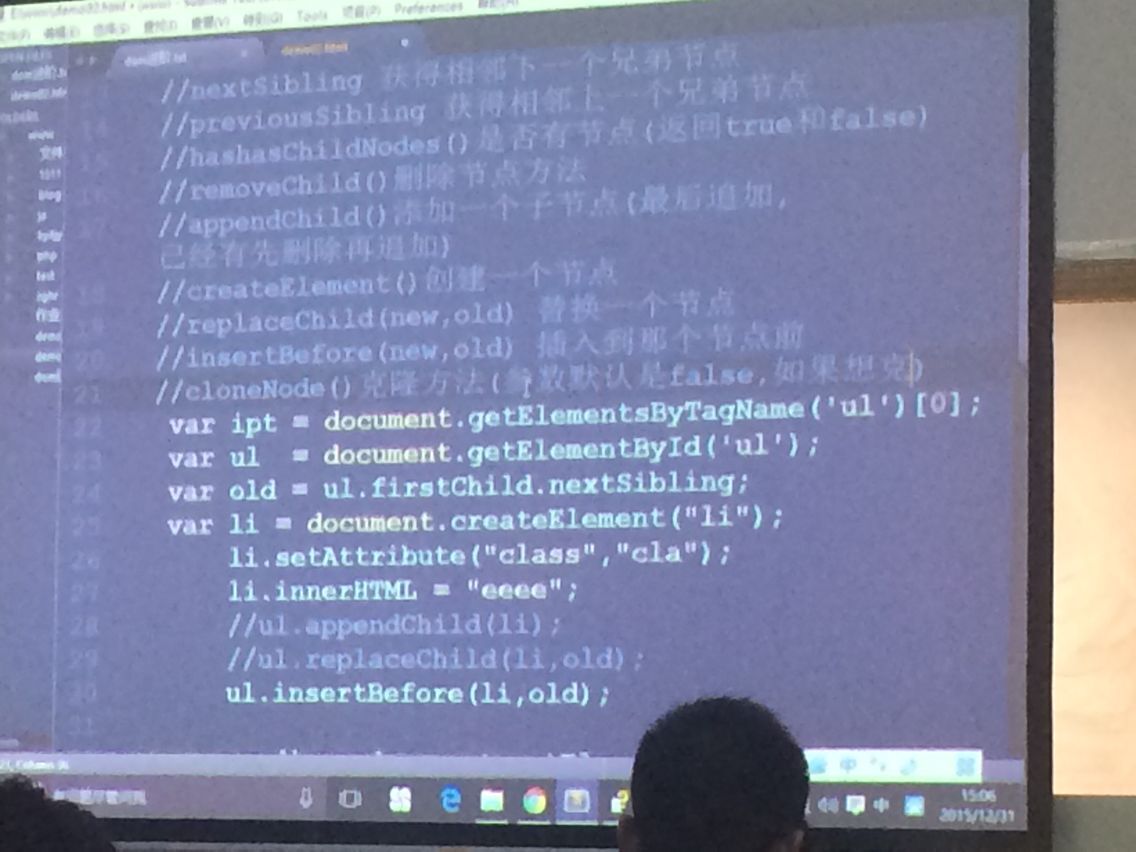 Tools 项目(P) Preferences
demo02.html
//nextSibling 获得相邻下一个兄弟节点
14 //previousSibling 获得相邻上一个兄弟节点
15 //hashasChildNodes()是否有节点(返回true和false)
16 //removeChild()删除节点方法
17 //appendChild()添加一个子节点(最后追加,
已经有先删除再追加)
18 //createElement()创建一个节点
19 //replaceChild(new,old) 替换一个节点
20 //insertBefore(new,old) 插入到那个节点前
21 //cloneNode()克隆方法(参数默认是false,如果想克)
22 var ipt = document.getElementsByTagName('ul')[0];
23 var ul = document.getElementById('ul');
24 var old = ul.firstChild.nextSibling;
25 var li = document.createElement("li");
26 li.setAttribute("class","cla");
27 li.innerHTML = "eeee";
28 //ul.appendChild(li);
29 //ul.replaceChild(li,old);
30 ul.insertBefore(li,old);
31
中
15:06
2015/12/31